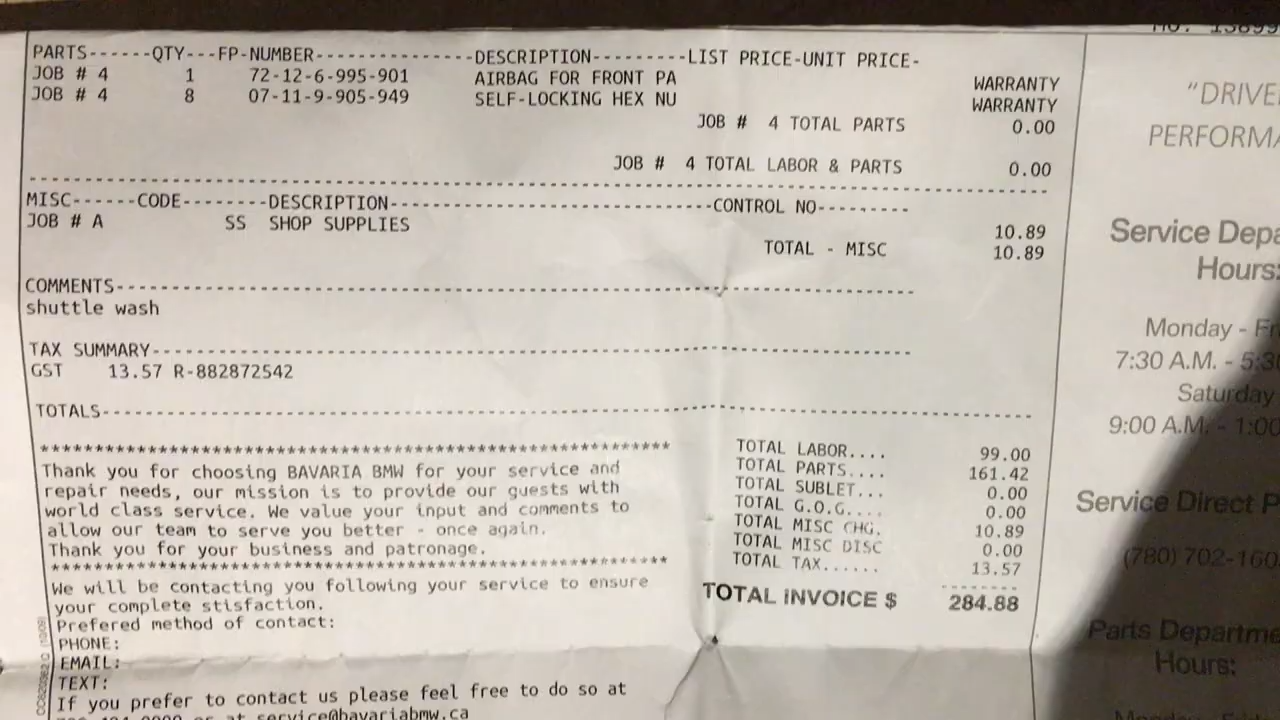 PARTS------QTY---FP-NUMBER---------------DESCRIPTION---------LIST PRICE-UNIT PRICE-
JOB # 4 1 72-12-6-995-901 AIRBAG FOR FRONT PA WARRANTY
JOB # 4 8 07-11-9-905-949 SELF-LOCKING HEX NU WARRANTY
JOB # 4 TOTAL PARTS 0.00
JOB # 4 TOTAL LABOR & PARTS 0.00
MISC------CODE--------DESCRIPTION--------------------------------CONTROL NO---------
JOB # A SS SHOP SUPPLIES 10.89
TOTAL - MISC 10.89
COMMENTS
shuttle wash
TAX SUMMARY
GST 13.57 R-882872542
TOTALS
******************************************************************
Thank you for choosing BAVARIA BMW for your service and
repair needs, our mission is to provide our guests with
world class service. We value your input and comments to
allow our team to serve you better - once again.
Thank you for your business and patronage.
******************************************************************
We will be contacting you following your service to ensure
your complete stisfaction.
Prefered method of contact:
PHONE:
EMAIL:
TEXT:
If you prefer to contact us please feel free to do so at
or at service@bavariabmw.ca
TOTAL LABOR.... 99.00
TOTAL PARTS.... 161.42
TOTAL SUBLET... 0.00
TOTAL G.O.G.... 0.00
TOTAL MISC CHG. 10.89
TOTAL MISC DISC 0.00
TOTAL TAX...... 13.57
TOTAL INVOICE $ 284.88
"DRIVE
PERFORMA
Service Depa
Hours:
Monday - Fr
7:30 A.M. - 5:3
Saturday
9:00 A.M. - 1:00
Service Direct P
(780) 702-160
Parts Departme
Hours: